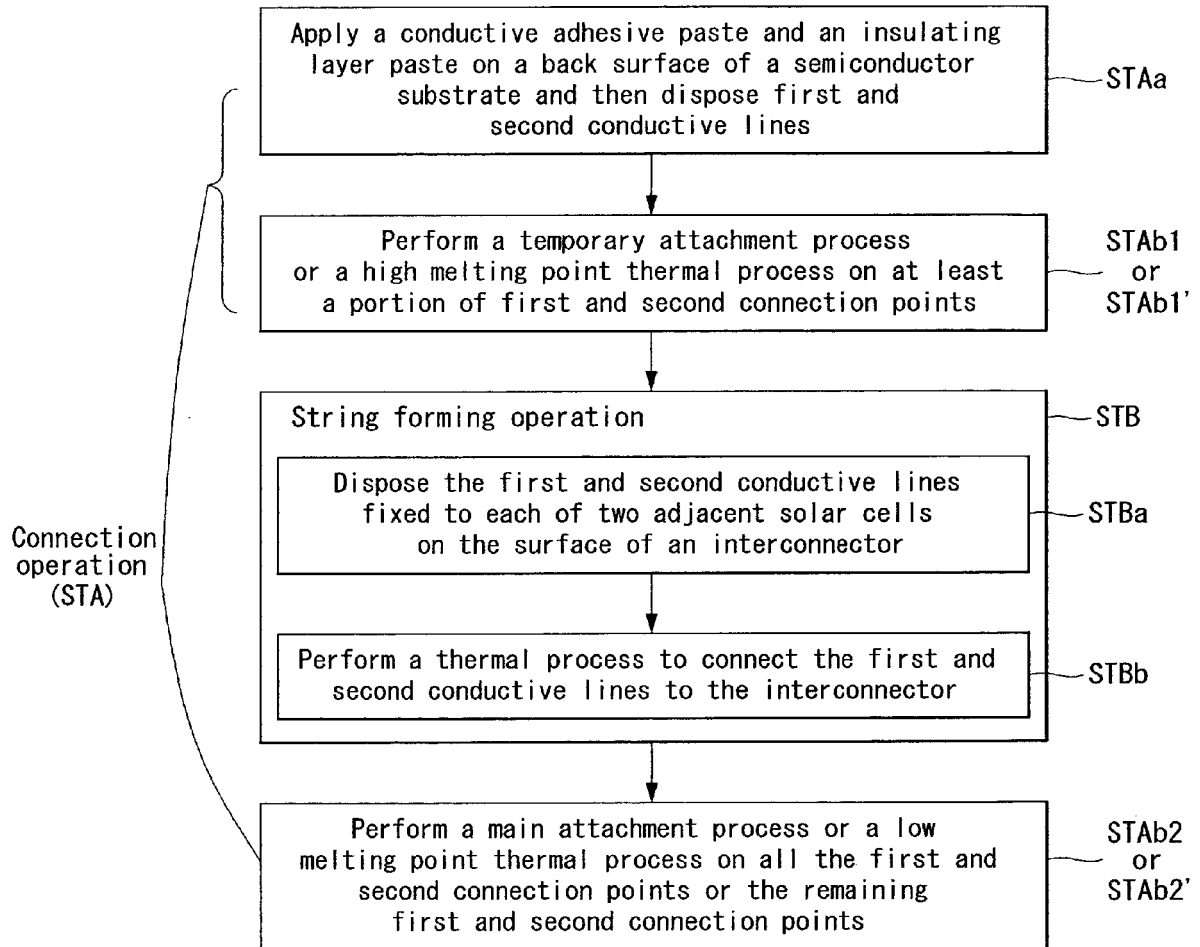 Apply a conductive adhesive paste and an insulating
layer paste on a back surface of a semiconductor
substrate and then dispose first and
second conductive lines
STAa
Perform a temporary attachment process
or a high melting point thermal process on at least
a portion of first and second connection points
STAb1
or
STAb1'
String forming operation
STB
Dispose the first and second conductive lines
fixed to each of two adjacent solar cells
on the surface of an interconnector
STBa
Connection
operation
(STA)
Perform a thermal process to connect the first and
second conductive lines to the interconnector
STBb
Perform a main attachment process or a low
melting point thermal process on all the first and
second connection points or the remaining
first and second connection points
STAb2
or
STAb2'